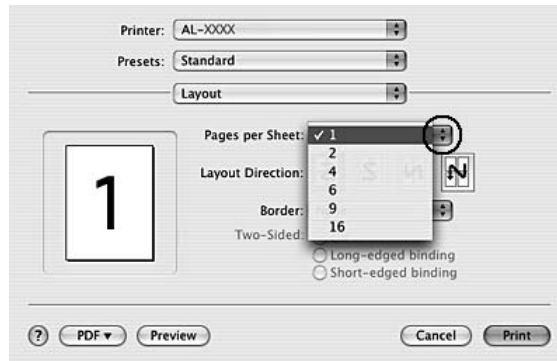 Printer: AL-XXXX
Presets: Standard
Layout
Pages per Sheet: ✓ 1
2
Layout Direction: 4
6
Border: 9
16
Two-Sided:
Long-edged binding
Short-edged binding
1
? PDF▼ Preview Cancel Print